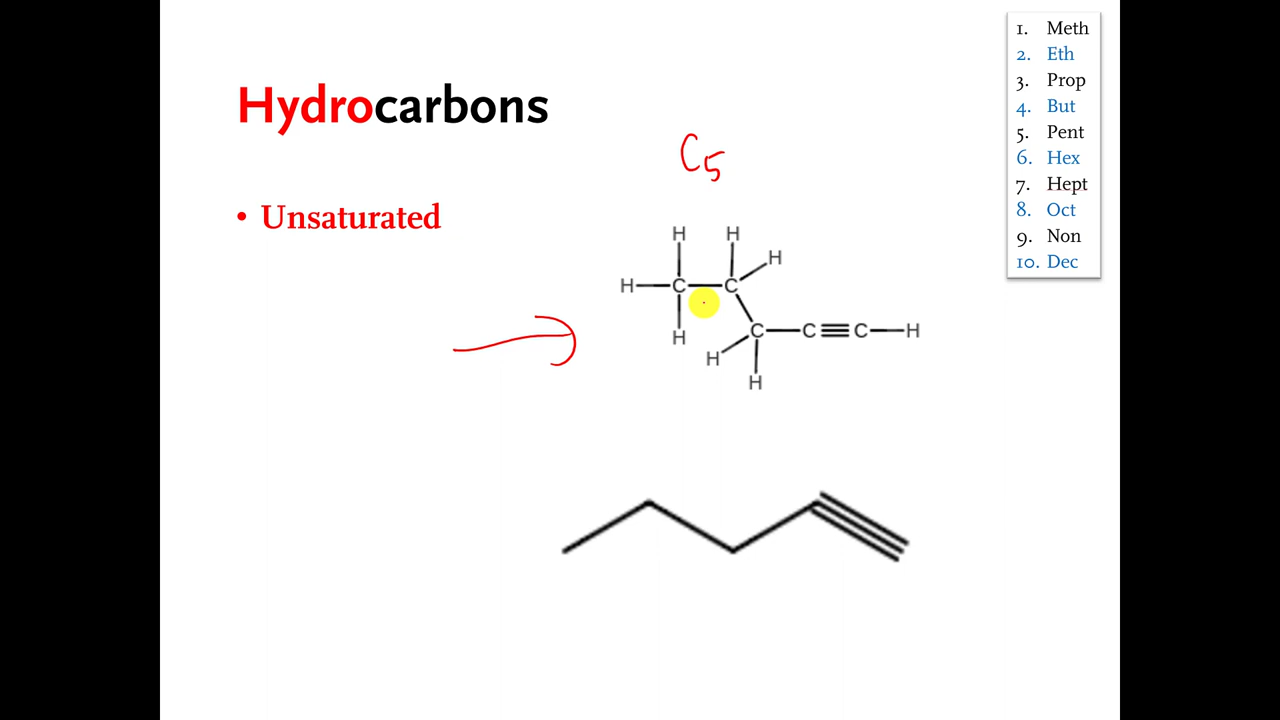 Hydrocarbons
• Unsaturated
C5
H H
H
H C C
H
C C C H
H
H
1. Meth
2. Eth
3. Prop
4. But
5. Pent
6. Hex
7. Hept
8. Oct
9. Non
10. Dec